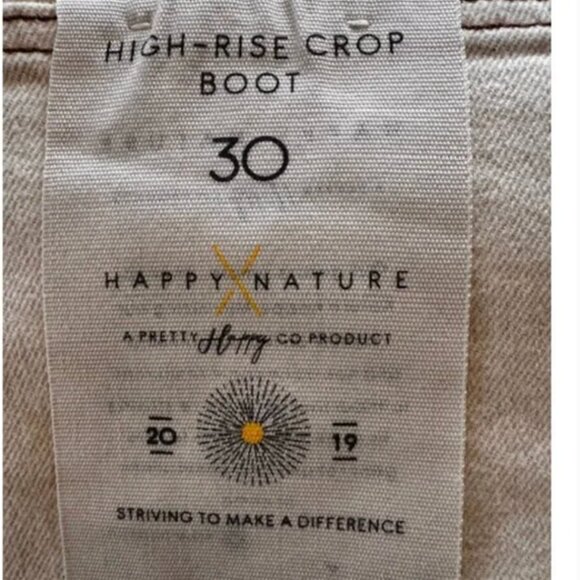 HIGH-RISE CROP
BOOT
30
HAPPY X NATURE
A PRETTY Happy CO PRODUCT
20 19
STRIVING TO MAKE A DIFFERENCE